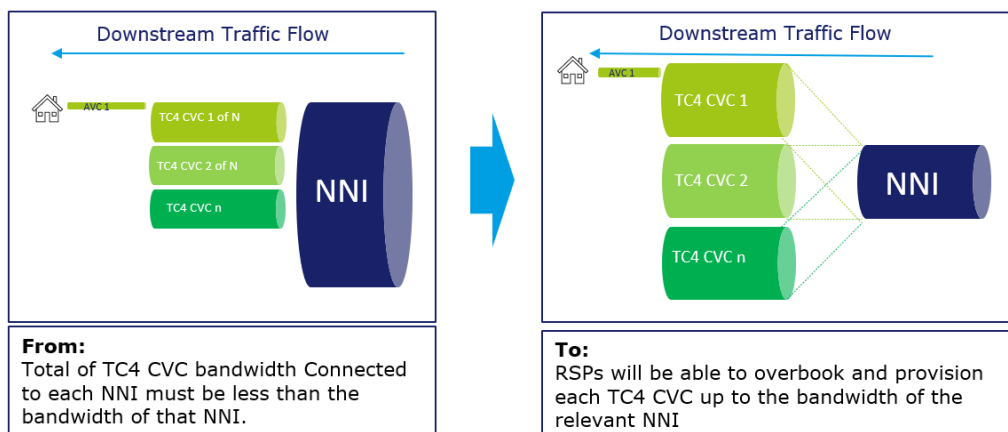 Downstream Traffic Flow
AVC 1
TC4 CVC 1 of N
TC4 CVC 2 of N
TC4 CVC n
NNI
From:
Total of TC4 CVC bandwidth Connected
to each NNI must be less than the
bandwidth of that NNI.
Downstream Traffic Flow
AVC 1
TC4 CVC 1
TC4 CVC 2
TC4 CVC n
NNI
To:
RSPs will be able to overbook and provision
each TC4 CVC up to the bandwidth of the
relevant NNI